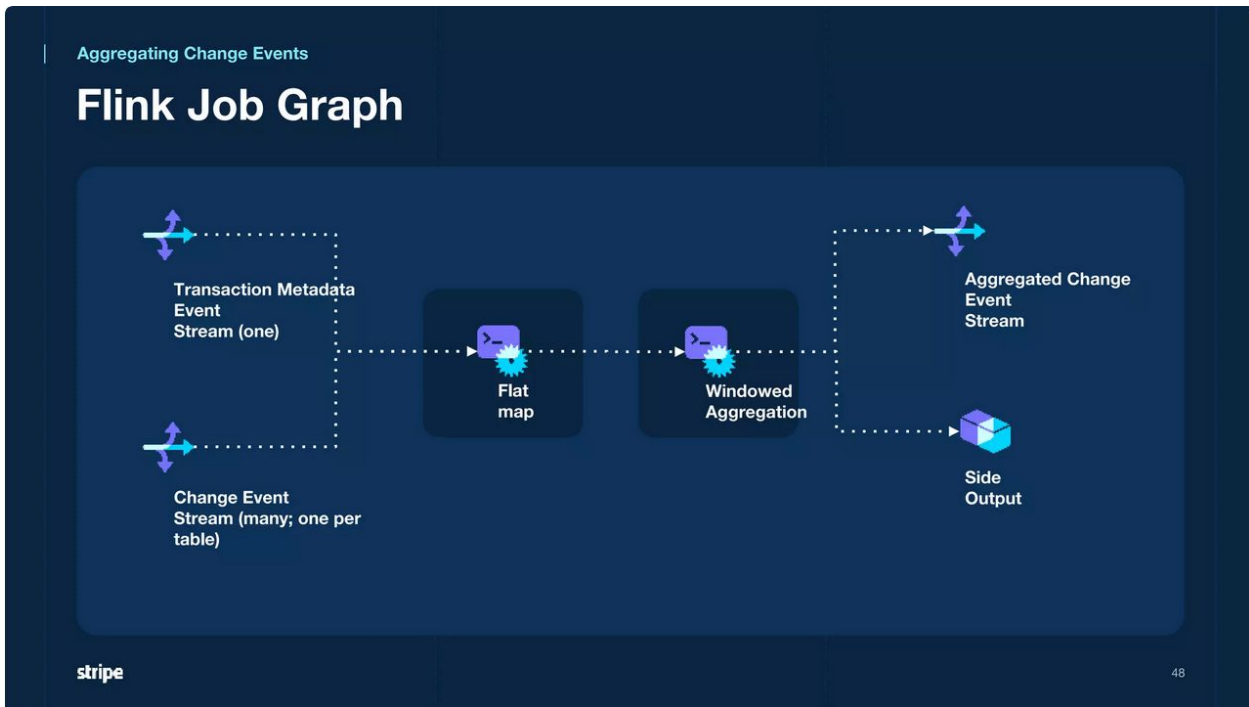 Aggregating Change Events
Flink Job Graph
Transaction Metadata
Event
Stream (one)
Change Event
Stream (many; one per
table)
Flat
map
Windowed
Aggregation
Aggregated Change
Event
Stream
Side
Output
stripe
48